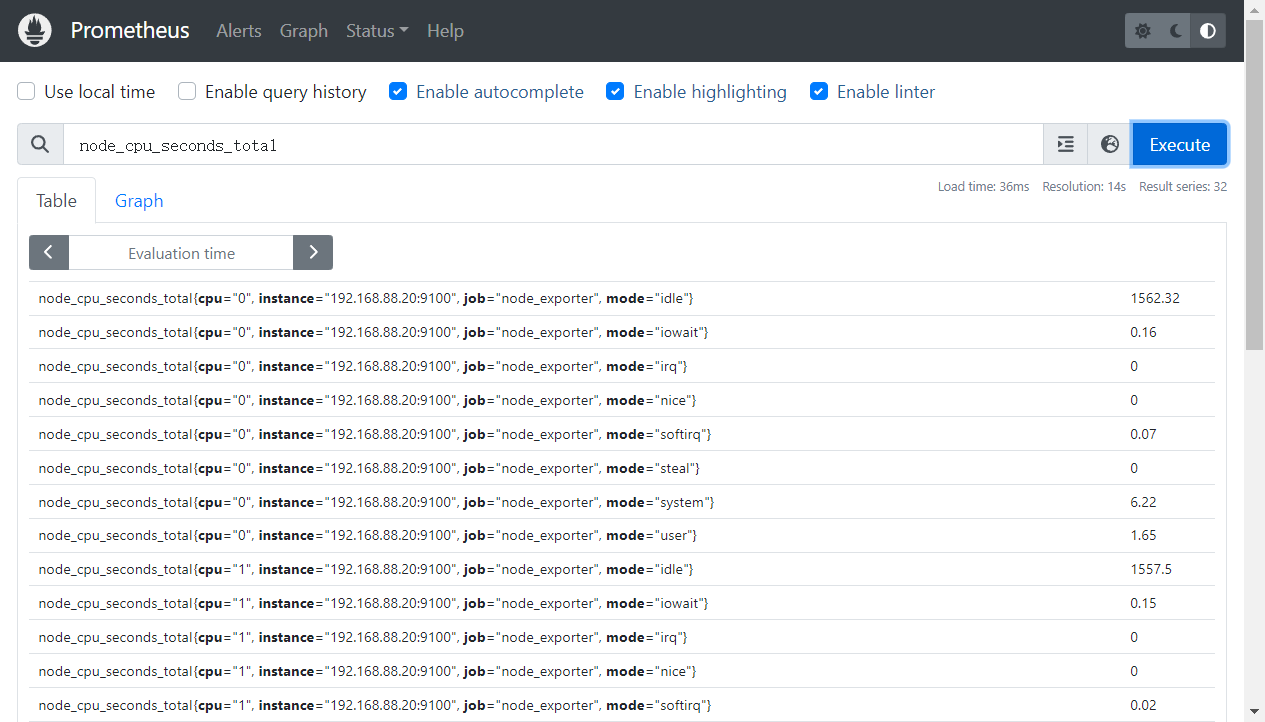 Prometheus Alerts Graph Status Help
Use local time Enable query history Enable autocomplete Enable highlighting Enable linter
node_cpu_seconds_total Execute
Table Graph Load time: 36ms Resolution: 14s Result series: 32
Evaluation time
node_cpu_seconds_total{cpu="0", instance="192.168.88.20:9100", job="node_exporter", mode="idle"} 1562.32
node_cpu_seconds_total{cpu="0", instance="192.168.88.20:9100", job="node_exporter", mode="iowait"} 0.16
node_cpu_seconds_total{cpu="0", instance="192.168.88.20:9100", job="node_exporter", mode="irq"} 0
node_cpu_seconds_total{cpu="0", instance="192.168.88.20:9100", job="node_exporter", mode="nice"} 0
node_cpu_seconds_total{cpu="0", instance="192.168.88.20:9100", job="node_exporter", mode="softirq"} 0.07
node_cpu_seconds_total{cpu="0", instance="192.168.88.20:9100", job="node_exporter", mode="steal"} 0
node_cpu_seconds_total{cpu="0", instance="192.168.88.20:9100", job="node_exporter", mode="system"} 6.22
node_cpu_seconds_total{cpu="0", instance="192.168.88.20:9100", job="node_exporter", mode="user"} 1.65
node_cpu_seconds_total{cpu="1", instance="192.168.88.20:9100", job="node_exporter", mode="idle"} 1557.5
node_cpu_seconds_total{cpu="1", instance="192.168.88.20:9100", job="node_exporter", mode="iowait"} 0.15
node_cpu_seconds_total{cpu="1", instance="192.168.88.20:9100", job="node_exporter", mode="irq"} 0
node_cpu_seconds_total{cpu="1", instance="192.168.88.20:9100", job="node_exporter", mode="nice"} 0
node_cpu_seconds_total{cpu="1", instance="192.168.88.20:9100", job="node_exporter", mode="softirq"} 0.02